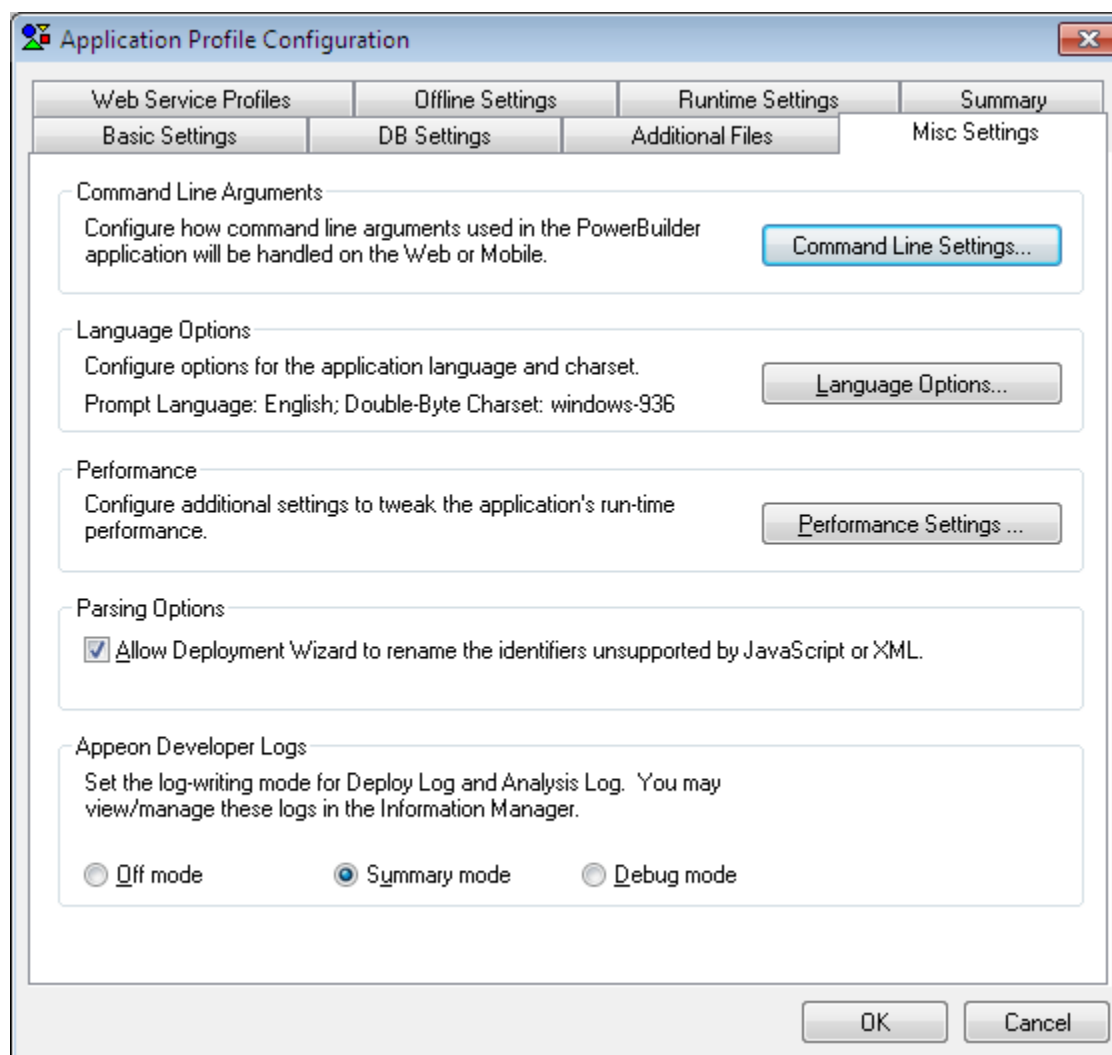 Application Profile Configuration
Web Service Profiles
Offline Settings
Runtime Settings
Summary
Basic Settings
DB Settings
Additional Files
Misc Settings
Command Line Arguments
Configure how command line arguments used in the PowerBuilder
application will be handled on the Web or Mobile.
Command Line Settings...
Language Options
Configure options for the application language and charset.
Prompt Language: English; Double-Byte Charset: windows-936
Language Options...
Performance
Configure additional settings to tweak the application's run-time
performance.
Performance Settings ...
Parsing Options
Allow Deployment Wizard to rename the identifiers unsupported by JavaScript or XML.
Appeon Developer Logs
Set the log-writing mode for Deploy Log and Analysis Log.  You may
view/manage these logs in the Information Manager.
Off mode
Summary mode
Debug mode
OK
Cancel